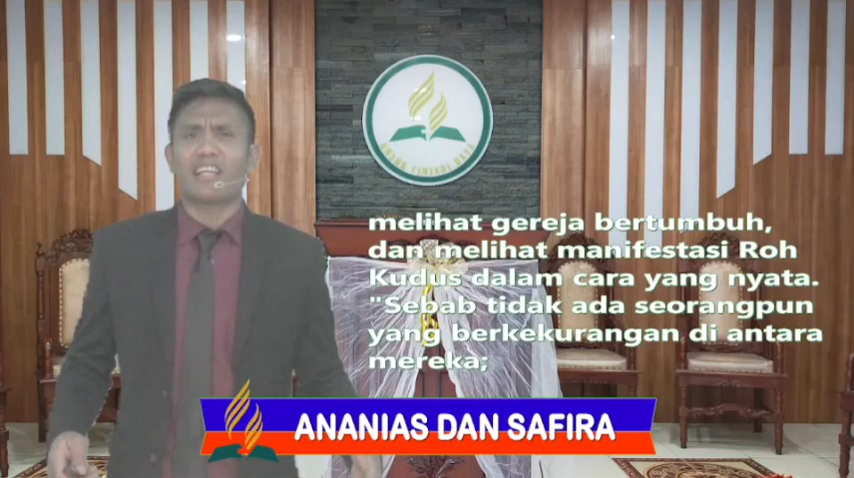 melihat gereja bertumbuh,
dan melihat manifestasi Roh
Kudus dalam cara yang nyata.
"Sebab tidak ada seorangpun
yang berkekurangan di antara
mereka;
ANANIAS DAN SAFIRA